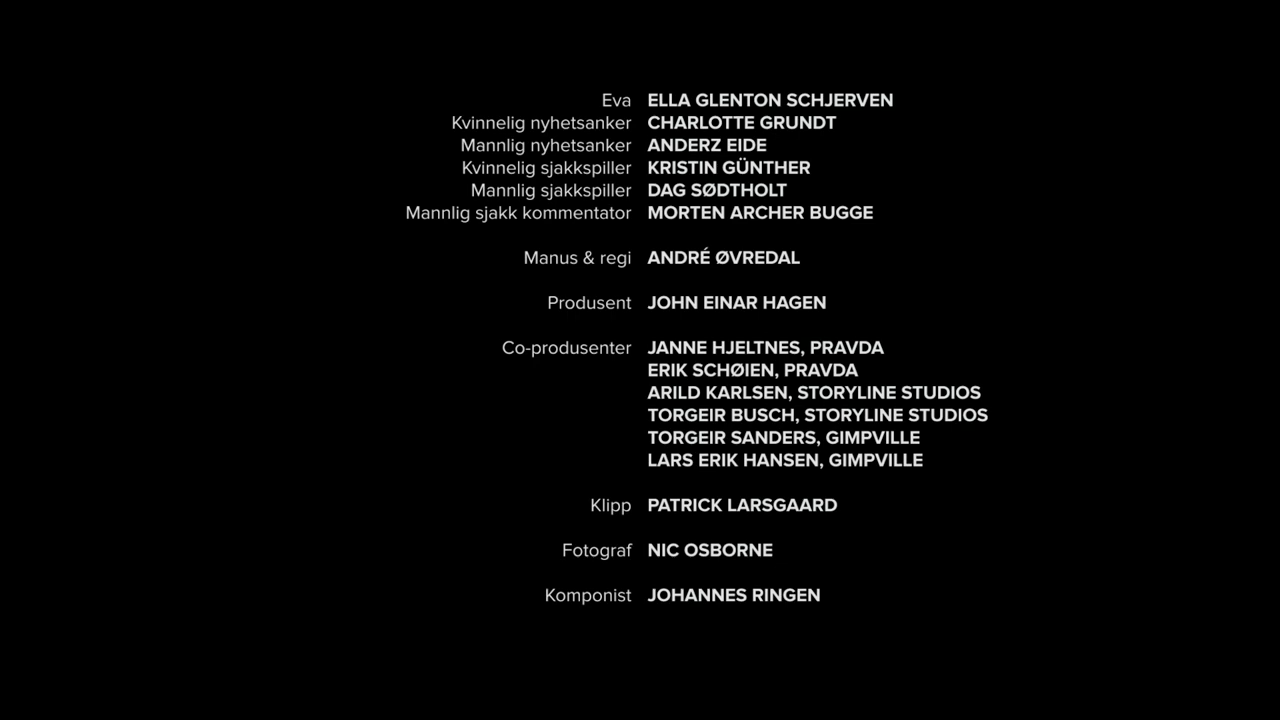 Eva ELLA GLENTON SCHJERVEN
Kvinnelig nyhetsanker CHARLOTTE GRUNDT
Mannlig nyhetsanker ANDERZ EIDE
Kvinnelig sjakkspiller KRISTIN GÜNTHER
Mannlig sjakkspiller DAG SØDTHOLT
Mannlig sjakk kommentator MORTEN ARCHER BUGGE
Manus & regi ANDRÉ ØVREDAL
Produsent JOHN EINAR HAGEN
Co-produsenter JANNE HJELTNES, PRAVDA
ERIK SCHØIEN, PRAVDA
ARILD KARLSEN, STORYLINE STUDIOS
TORGEIR BUSCH, STORYLINE STUDIOS
TORGEIR SANDERS, GIMPVILLE
LARS ERIK HANSEN, GIMPVILLE
Klipp PATRICK LARSGAARD
Fotograf NIC OSBORNE
Komponist JOHANNES RINGEN